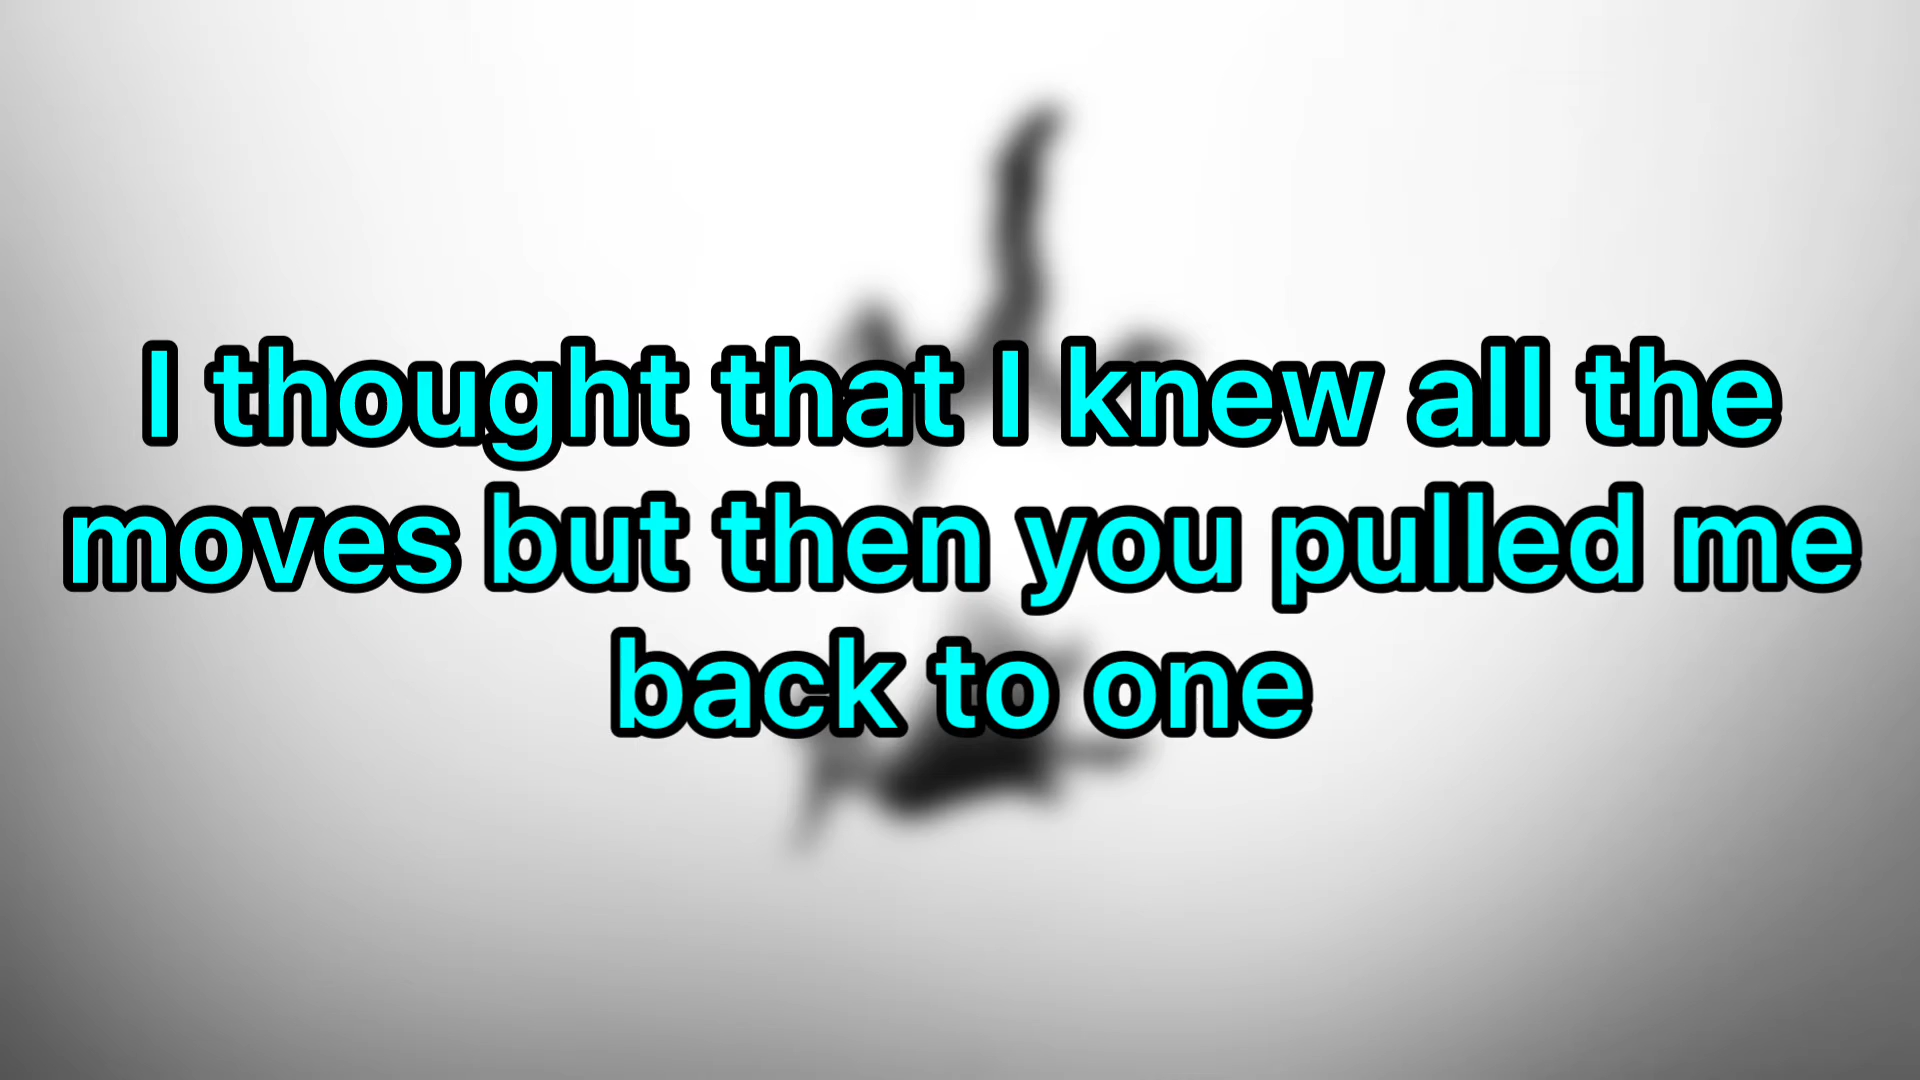 I thought that I knew all the
moves but then you pulled me
back to one